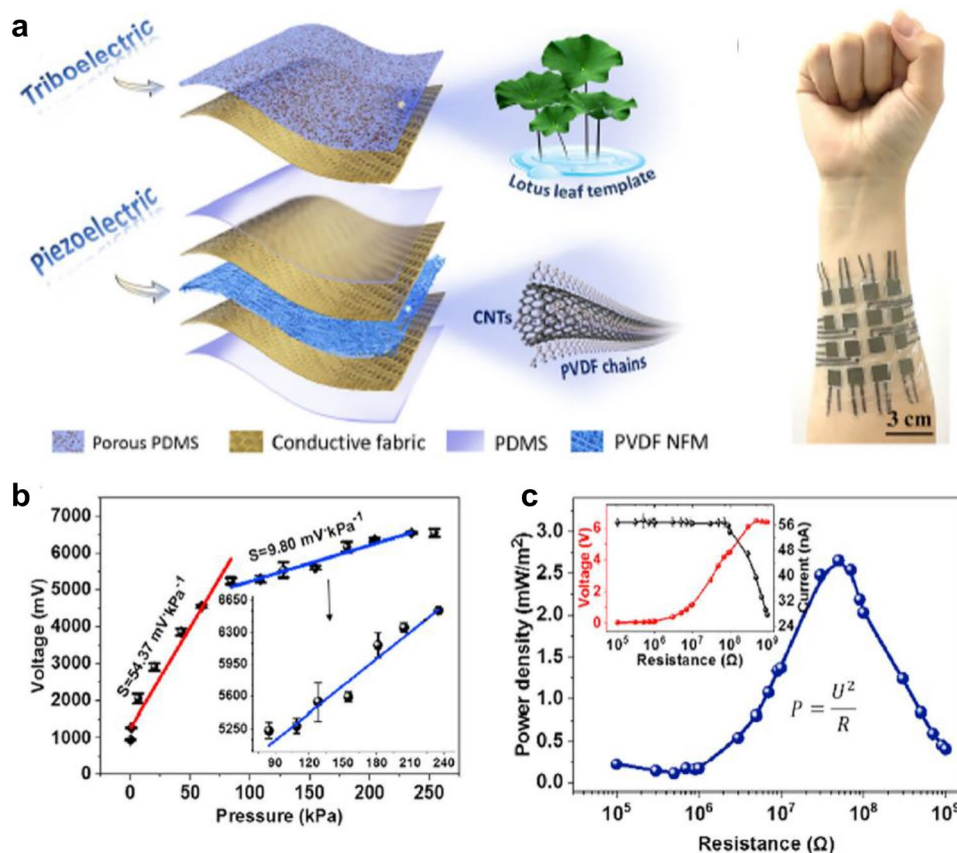 a
Triboelectric
Lotus leaf template
Piezoelectric
CNTs
PVDF chains
3 cm
Porous PDMS
Conductive fabric
PDMS
PVDF NFM
b
7000
6000
5000
4000
3000
2000
1000
0
Voltage (mV)
S=54.37 mV·kPa⁻¹
S=9.80 mV·kPa⁻¹
6650
6300
5950
5600
5250
90 120 150 180 210 240
0 50 100 150 200 250
Pressure (kPa)
c
3.0
2.5
2.0
1.5
1.0
0.5
0.0
Power density (mW/m²)
6
4
2
0
Voltage (V)
56
48
40
32
24
Current (nA)
10⁵ 10⁶ 10⁷ 10⁸ 10⁹
Resistance (Ω)
P = U²/R
10⁵ 10⁶ 10⁷ 10⁸ 10⁹
Resistance (Ω)